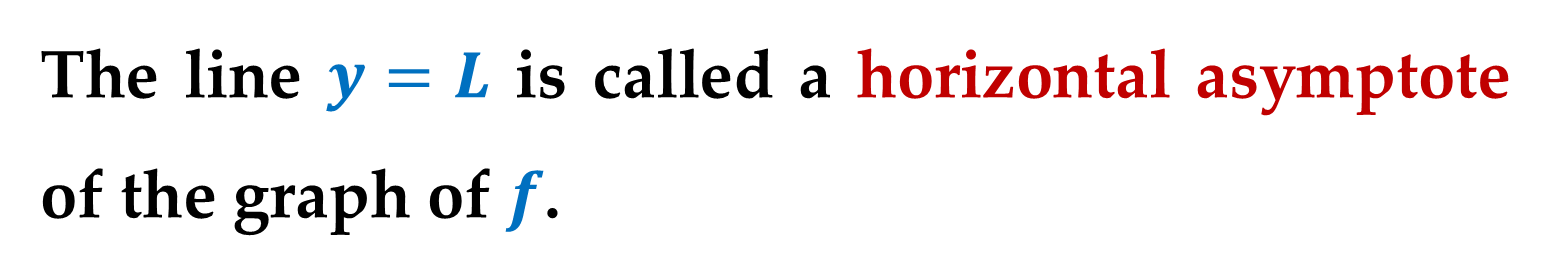 The line y = L is called a horizontal asymptote
of the graph of f.